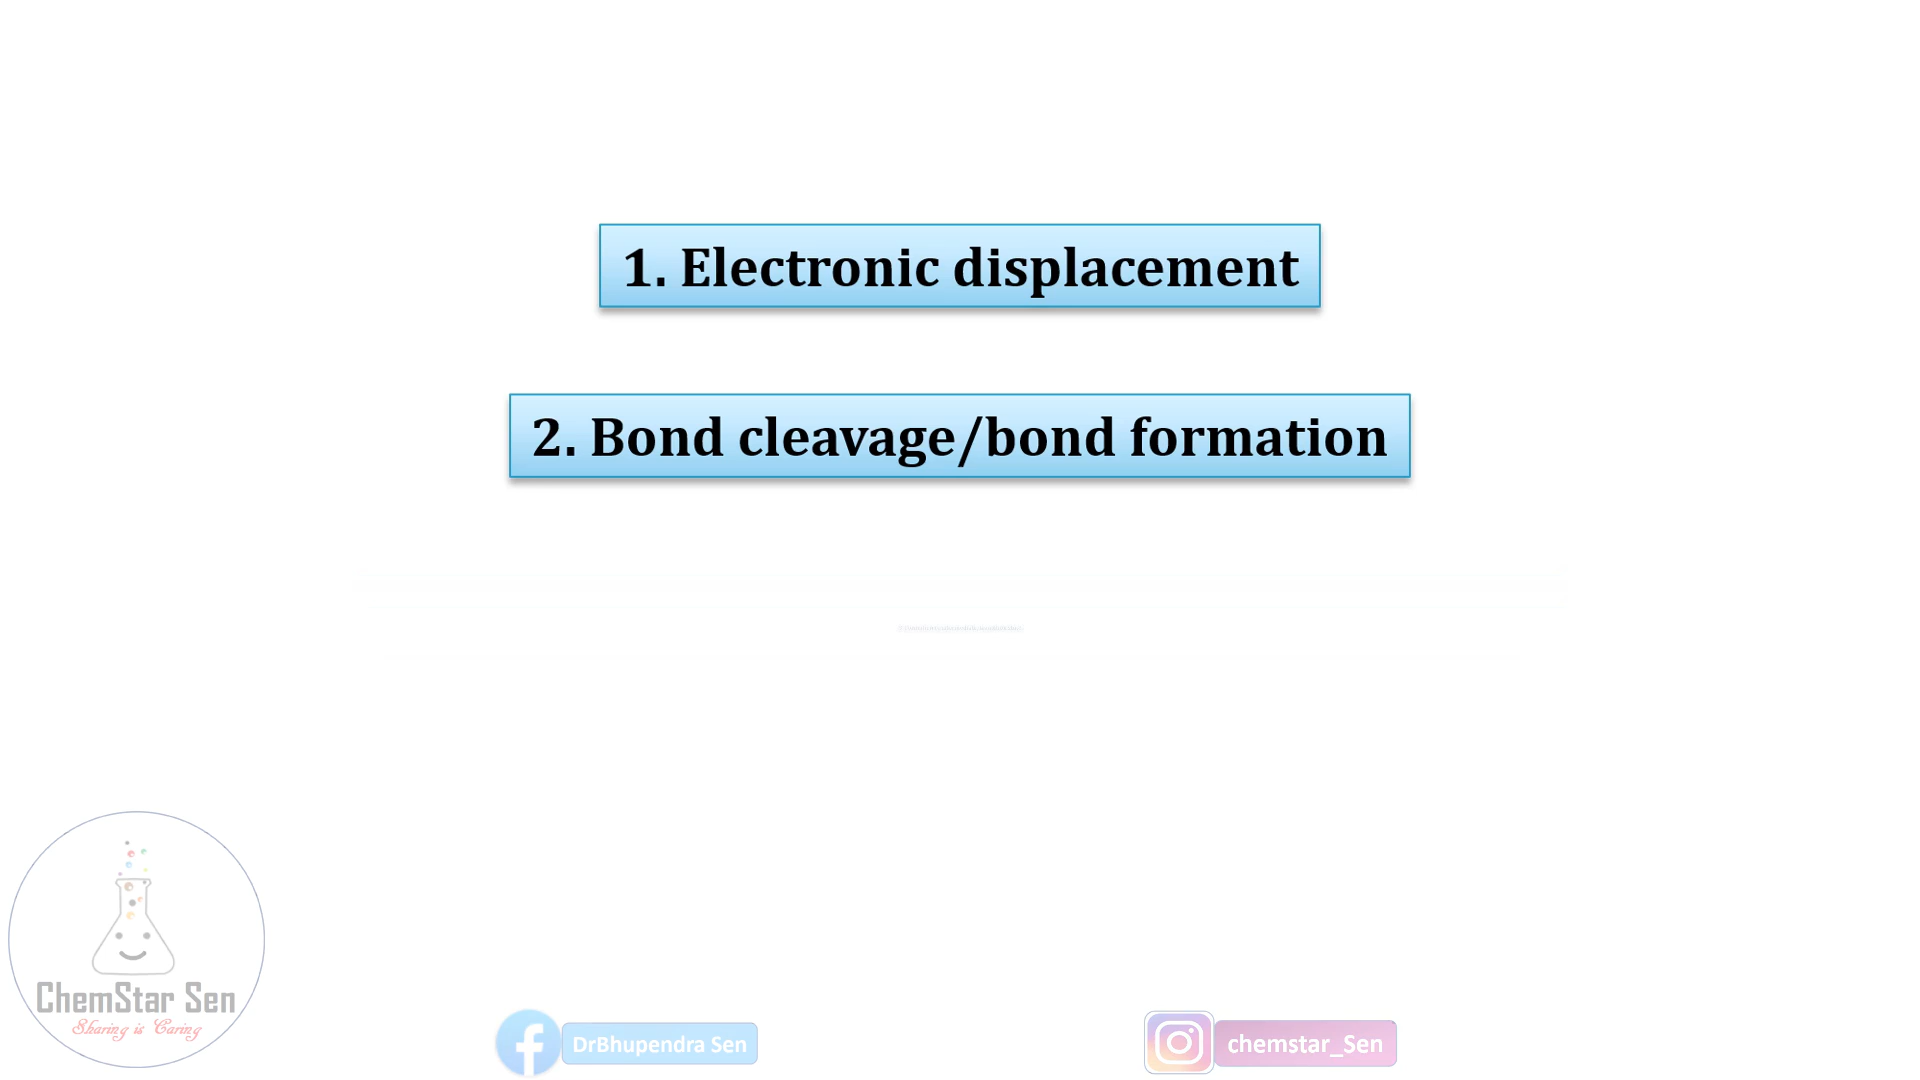 1. Electronic displacement
2. Bond cleavage/bond formation
ChemStar Sen
Sharing is Caring
DrBhupendra Sen
chemstar_Sen